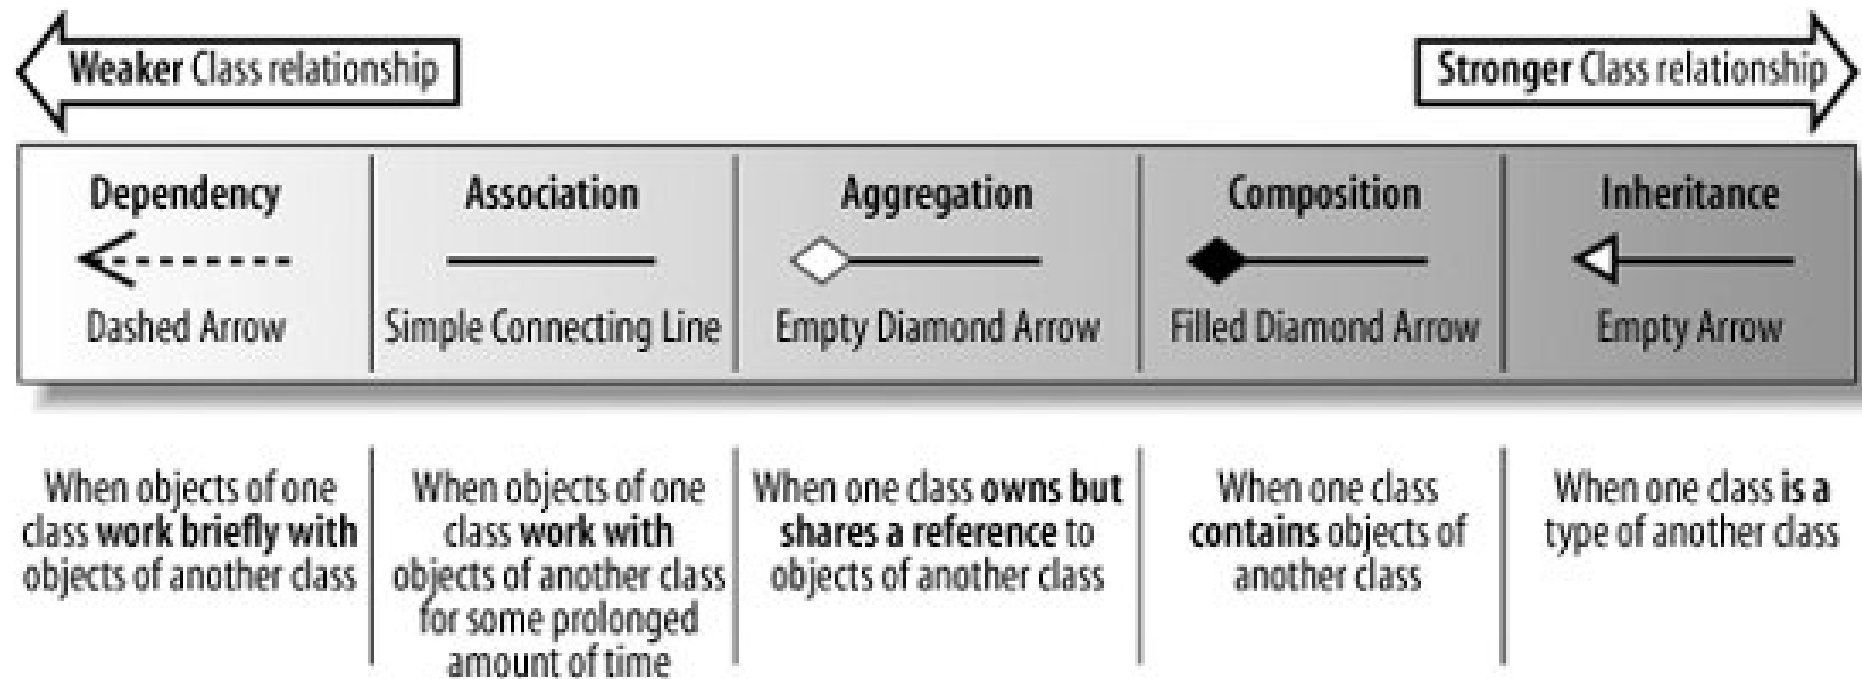 Weaker Class relationship
Stronger Class relationship
Dependency
Dashed Arrow
Association
Simple Connecting Line
Aggregation
Empty Diamond Arrow
Composition
Filled Diamond Arrow
Inheritance
Empty Arrow
When objects of one
class work briefly with
objects of another class
When objects of one
class work with
objects of another class
for some prolonged
amount of time
When one class owns but
shares a reference to
objects of another class
When one class
contains objects of
another class
When one class is a
type of another class